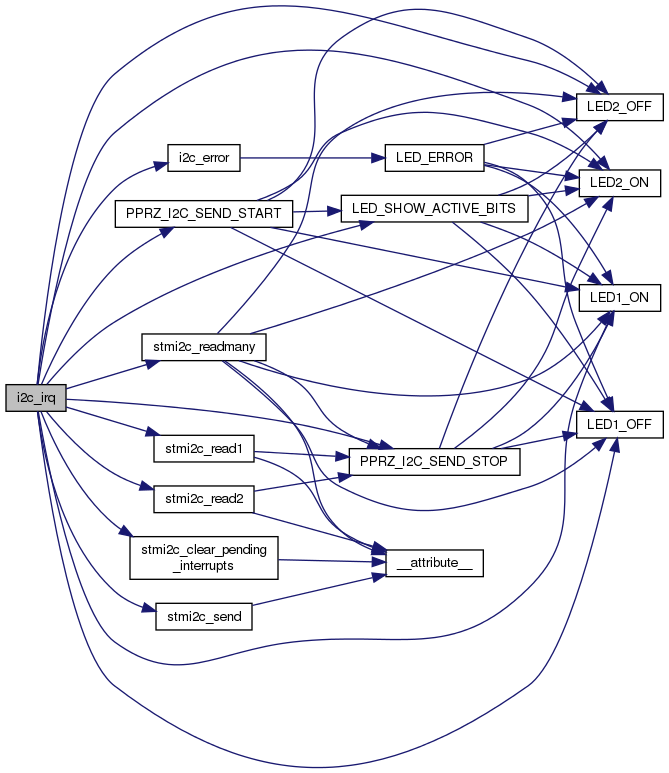 LED2_OFF
i2c_error
LED_ERROR
LED2_ON
PPRZ_I2C_SEND_START
LED_SHOW_ACTIVE_BITS
LED1_ON
stmi2c_readmany
i2c_irq
LED1_OFF
stmi2c_read1
PPRZ_I2C_SEND_STOP
stmi2c_read2
stmi2c_clear_pending
_interrupts
__attribute__
stmi2c_send